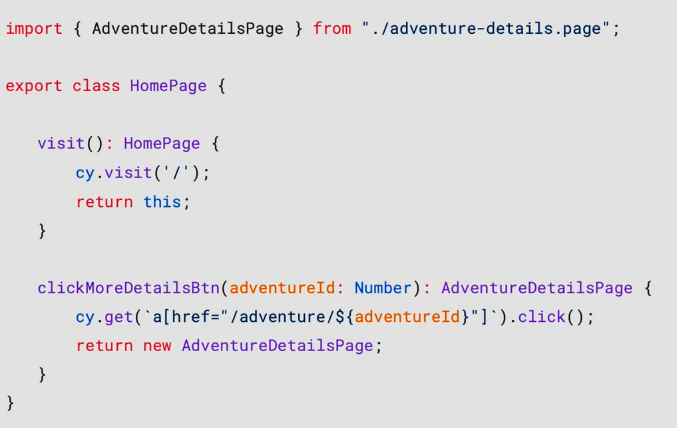 import { AdventureDetailsPage } from "./adventure-details.page";
export class HomePage {
visit(): HomePage {
cy.visit('/');
return this;
}
clickMoreDetailsBtn(adventureId: Number): AdventureDetailsPage {
cy.get(`a[href="/adventure/${adventureId}"]`).click();
return new AdventureDetailsPage;
}
}